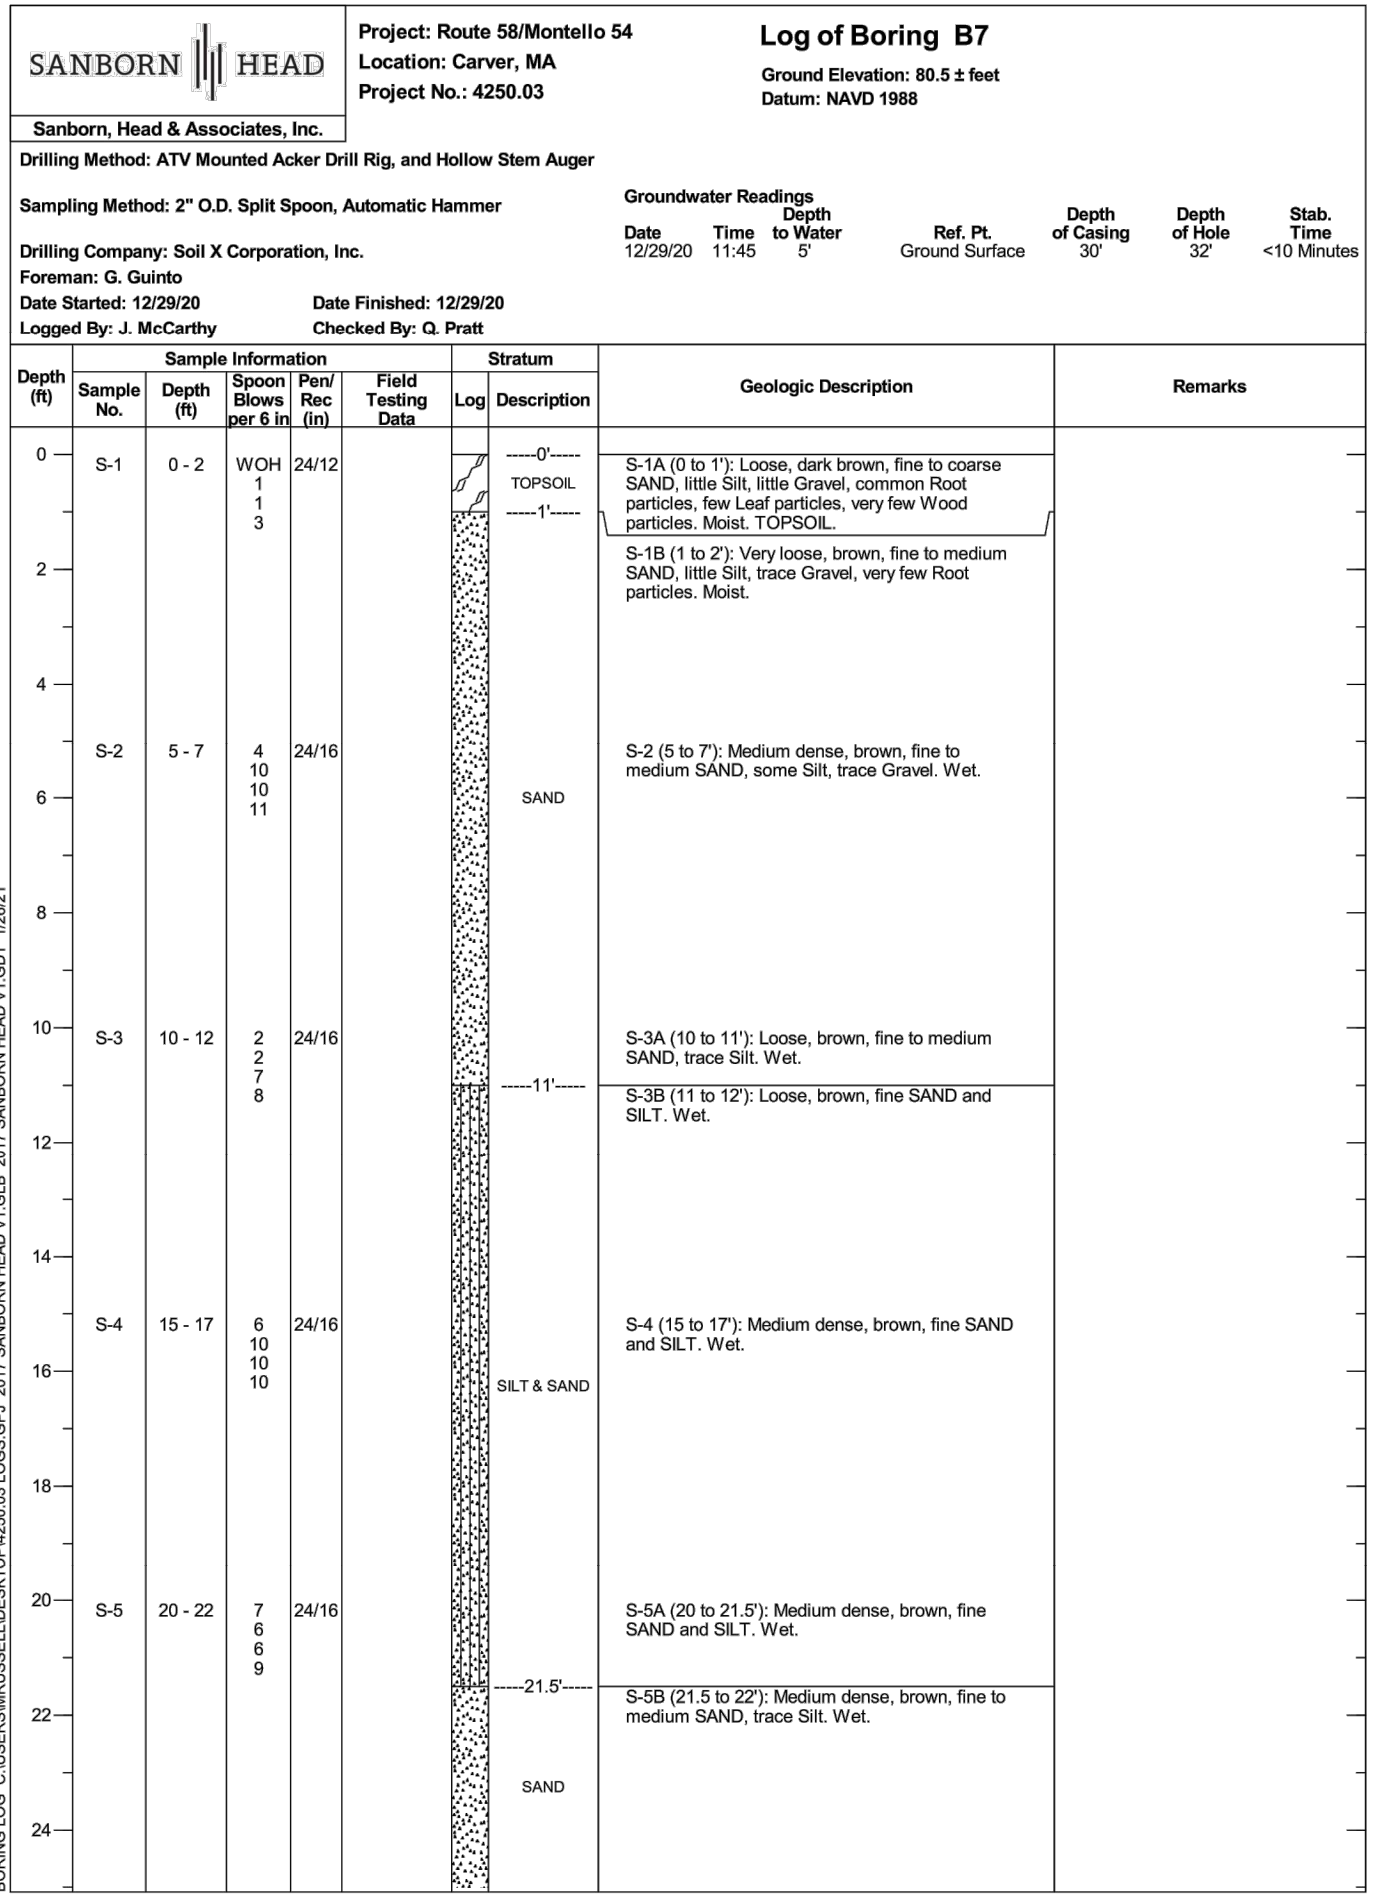 SANBORN HEAD
Sanborn, Head & Associates, Inc.
Project: Route 58/Montello 54
Location: Carver, MA
Project No.: 4250.03
Log of Boring B7
Ground Elevation: 80.5 ± feet
Datum: NAVD 1988
Drilling Method: ATV Mounted Acker Drill Rig, and Hollow Stem Auger
Sampling Method: 2" O.D. Split Spoon, Automatic Hammer
Drilling Company: Soil X Corporation, Inc.
Foreman: G. Guinto
Date Started: 12/29/20 Date Finished: 12/29/20
Logged By: J. McCarthy Checked By: Q. Pratt
Groundwater Readings
Depth Depth Depth Stab.
Date Time to Water Ref. Pt. of Casing of Hole Time
12/29/20 11:45 5' Ground Surface 30' 32' <10 Minutes
Depth
(ft)
Sample Information
Sample
No.
Depth
(ft)
Spoon
Blows
per 6 in
Pen/
Rec
(in)
Field
Testing
Data
Stratum
Log Description
Geologic Description
Remarks
0
S-1 0 - 2 WOH 24/12
1
1
3
-----0'-----
TOPSOIL
-----1'-----
S-1A (0 to 1'): Loose, dark brown, fine to coarse
SAND, little Silt, little Gravel, common Root
particles, few Leaf particles, very few Wood
particles. Moist. TOPSOIL.
S-1B (1 to 2'): Very loose, brown, fine to medium
SAND, little Silt, trace Gravel, very few Root
particles. Moist.
2
4
S-2 5 - 7 4 24/16
10
10
11
S-2 (5 to 7'): Medium dense, brown, fine to
medium SAND, some Silt, trace Gravel. Wet.
6
SAND
8
10
S-3 10 - 12 2 24/16
2
7
8
S-3A (10 to 11'): Loose, brown, fine to medium
SAND, trace Silt. Wet.
-----11'-----
S-3B (11 to 12'): Loose, brown, fine SAND and
SILT. Wet.
12
14
S-4 15 - 17 6 24/16
10
10
10
S-4 (15 to 17'): Medium dense, brown, fine SAND
and SILT. Wet.
16
SILT & SAND
18
20
S-5 20 - 22 7 24/16
6
6
9
S-5A (20 to 21.5'): Medium dense, brown, fine
SAND and SILT. Wet.
-----21.5'-----
S-5B (21.5 to 22'): Medium dense, brown, fine to
medium SAND, trace Silt. Wet.
22
SAND
24